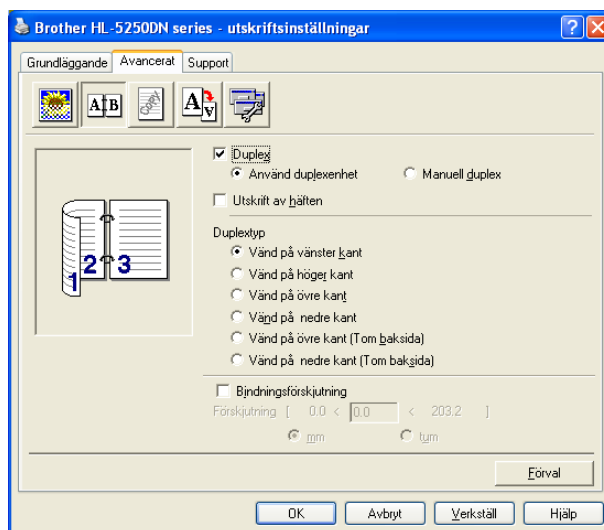 Brother HL-5250DN series - utskriftsinställningar
Grundläggande Avancerat Support
A B
A A
Duplex
Använd duplexenhet Manuell duplex
Utskrift av häften
1 2 3
Duplextyp
Vänd på vänster kant
Vänd på höger kant
Vänd på övre kant
Vänd på nedre kant
Vänd på övre kant (Tom baksida)
Vänd på nedre kant (Tom baksida)
Bindningsförskjutning
Förskjutning [ 0.0 < 0.0 < 203.2 ]
mm tum
Förval
OK Avbryt Verkställ Hjälp